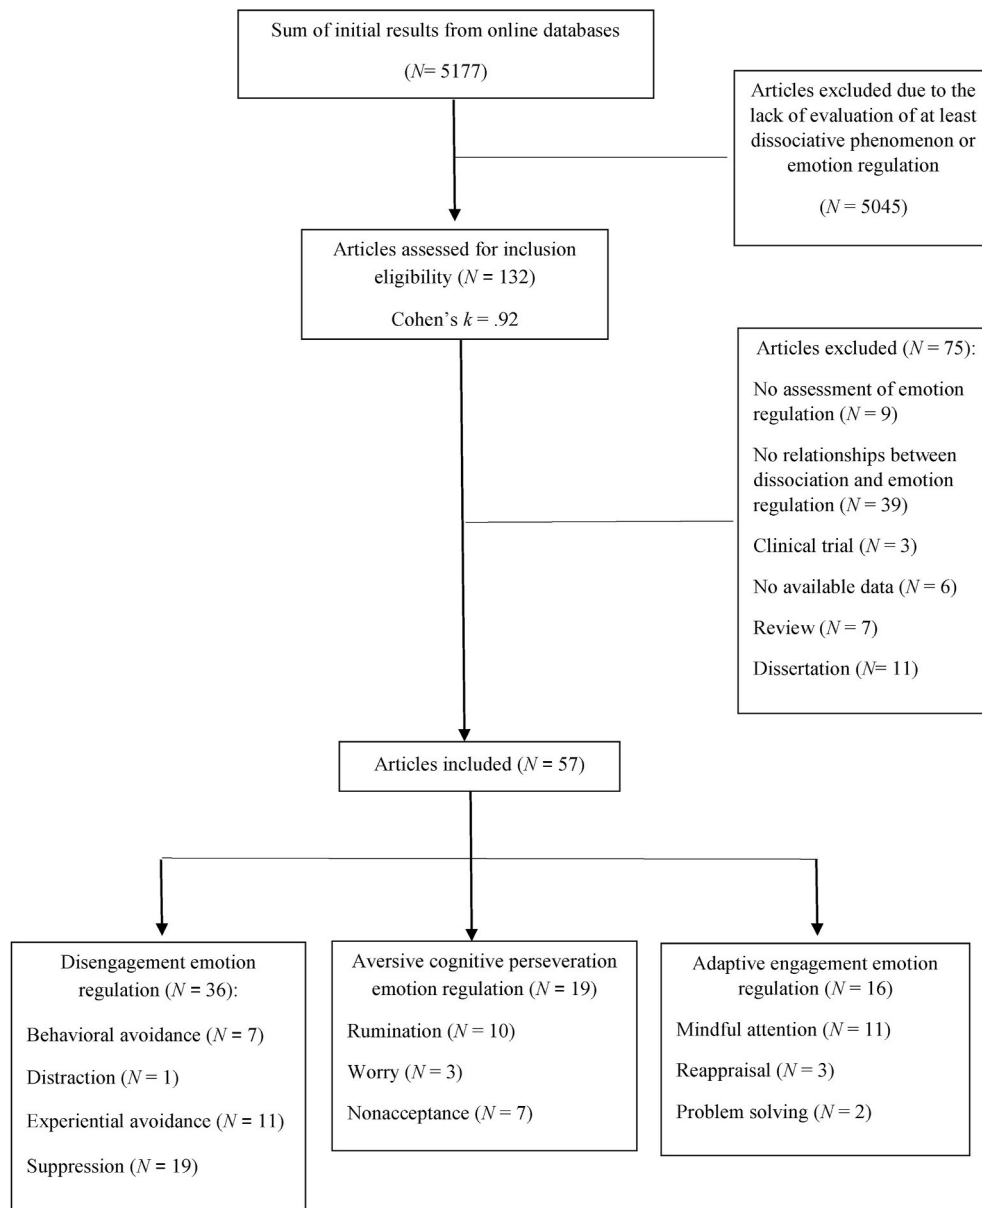 Sum of initial results from online databases
(N= 5177)
Articles excluded due to the
lack of evaluation of at least
dissociative phenomenon or
emotion regulation
(N = 5045)
Articles assessed for inclusion
eligibility (N = 132)
Cohen's k = .92
Articles excluded (N = 75):
No assessment of emotion
regulation (N = 9)
No relationships between
dissociation and emotion
regulation (N = 39)
Clinical trial (N = 3)
No available data (N = 6)
Review (N = 7)
Dissertation (N= 11)
Articles included (N = 57)
Disengagement emotion
regulation (N = 36):
Behavioral avoidance (N = 7)
Distraction (N = 1)
Experiential avoidance (N = 11)
Suppression (N = 19)
Aversive cognitive perseveration
emotion regulation (N = 19)
Rumination (N = 10)
Worry (N = 3)
Nonacceptance (N = 7)
Adaptive engagement emotion
regulation (N = 16)
Mindful attention (N = 11)
Reappraisal (N = 3)
Problem solving (N = 2)